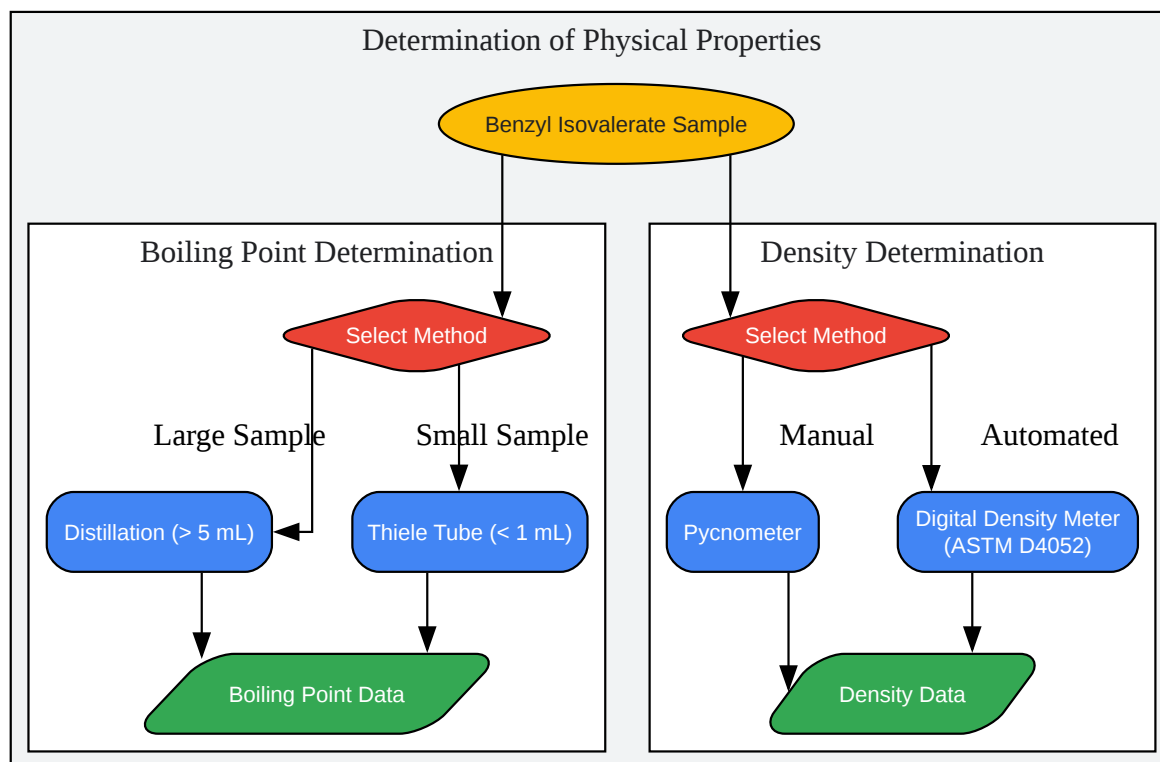 Determination of Physical Properties
Benzyl Isovalerate Sample
Boiling Point Determination
Select Method
Large Sample
Small Sample
Distillation (> 5 mL)
Thiele Tube (< 1 mL)
Boiling Point Data
Density Determination
Select Method
Manual
Automated
Pycnometer
Digital Density Meter
(ASTM D4052)
Density Data